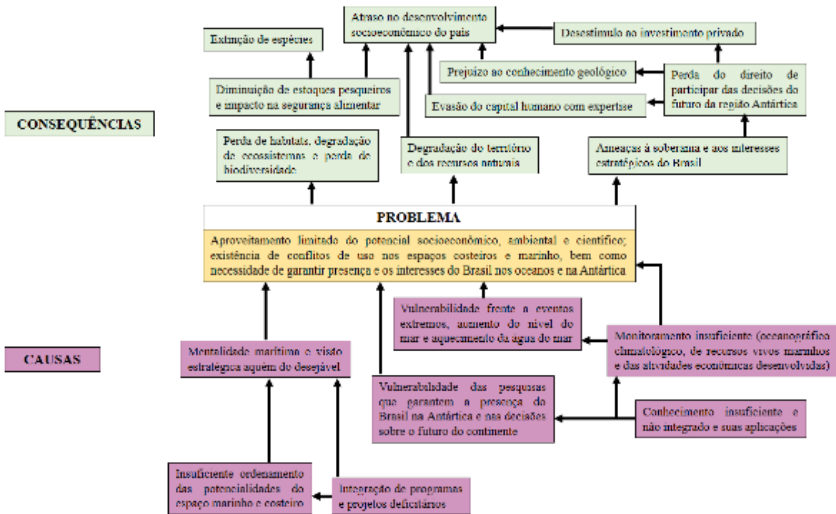 Atraso no desenvolvimento
socioeconômico do país
Extinção de espécies
Desestímulo ao investimento privado
Prejuízo ao conhecimento geológico
Perda do direito de
participar das decisões do
futuro da região Antártica
Diminuição de estoques pesqueiros
e impacto na segurança alimentar
Evasão do capital humano com expertise
CONSEQUÊNCIAS
Perda de habitats, degradação
de ecossistemas e perda de
biodiversidade
Degradação do território
e dos recursos naturais
Ameaças à soberania e aos interesses
estratégicos do Brasil
PROBLEMA
Aproveitamento limitado do potencial socioeconômico, ambiental e científico;
existência de conflitos de uso nos espaços costeiros e marinho, bem como
necessidade de garantir presença e os interesses do Brasil nos oceanos e na Antártica
Vulnerabilidade frente a eventos
extremos, aumento do nível do
mar e aquecimento da água do mar
CAUSAS
Mentalidade marítima e visão
estratégica aquém do desejável
Monitoramento insuficiente (oceanográfico
climatológico, de recursos vivos marinhos
e das atividades econômicas desenvolvidas)
Vulnerabilidade das pesquisas
que garantem a presença do
Brasil na Antártica e nas decisões
sobre o futuro do continente
Conhecimento insuficiente e
não integrado e suas aplicações
Insuficiente ordenamento
das potencialidades do
espaço marinho e costeiro
Integração de programas
e projetos deficitários